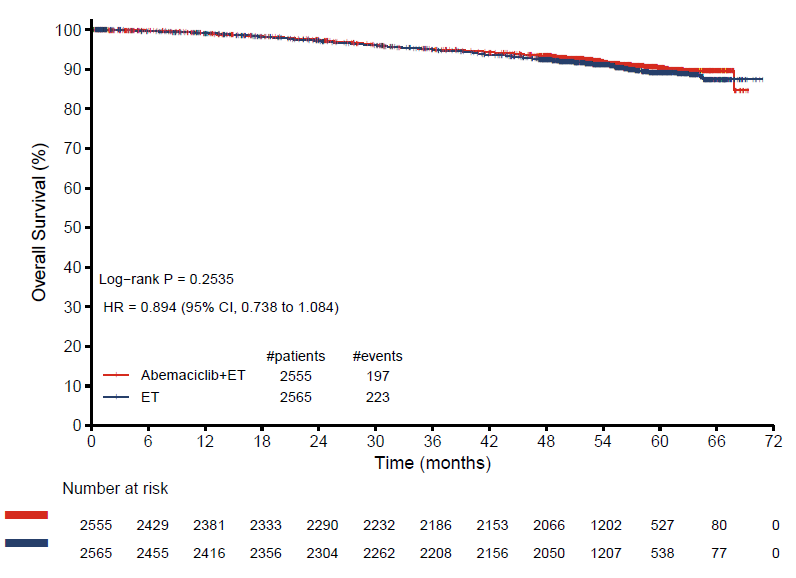 100
90
80
70
60
50
40
30
20
10
0
Overall Survival (%)
Log−rank P = 0.2535
HR = 0.894 (95% CI, 0.738 to 1.084)
#patients #events
Abemaciclib+ET 2555 197
ET 2565 223
0 6 12 18 24 30 36 42 48 54 60 66 72
Time (months)
Number at risk
2555 2429 2381 2333 2290 2232 2186 2153 2066 1202 527 80 0
2565 2455 2416 2356 2304 2262 2208 2156 2050 1207 538 77 0